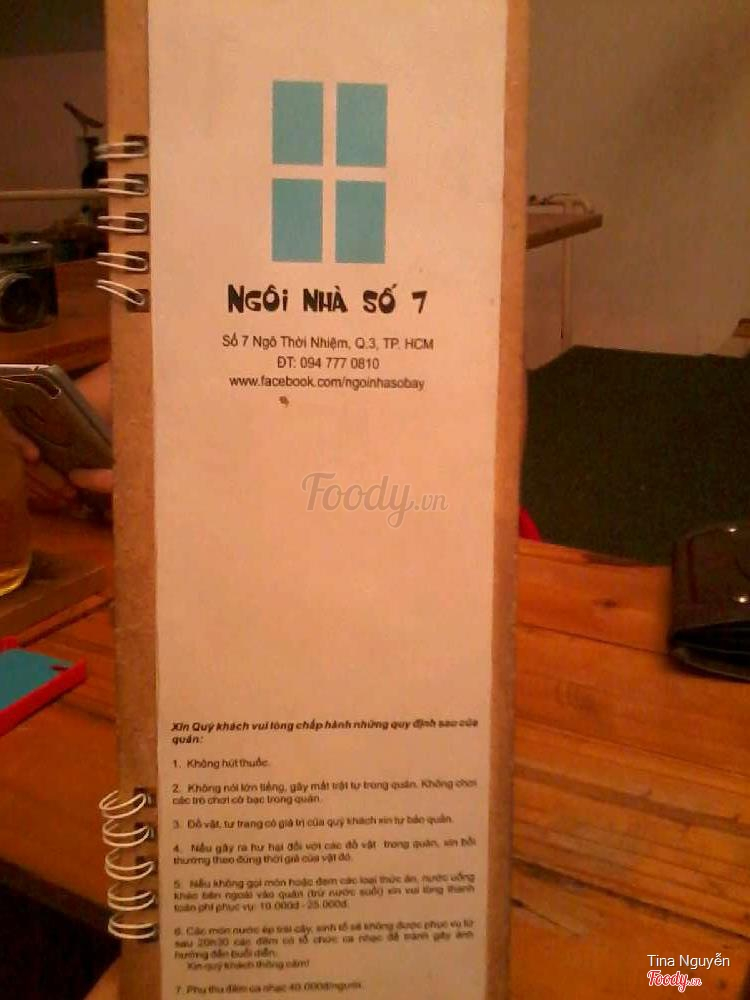 NGÔI NHÀ SỐ 7
Số 7 Ngô Thời Nhiệm, Q.3, TP. HCM
ĐT: 094 777 0810
www.facebook.com/ngoinhasobay
Foody.vn
Xin Quý khách vui lòng chấp hành những quy định sau của
quán:
1. Không hút thuốc.
2. Không nói lớn tiếng, gây mất trật tự trong quán. Không chơi
các trò chơi cờ bạc trong quán.
3. Đồ vật, tư trang có giá trị của quý khách xin tự bảo quản.
4. Nếu gây ra hư hại đối với các đồ vật trong quán, xin bồi
thường theo đúng thời giá của vật đó.
5. Nếu không gọi món hoặc đem các loại thức ăn, nước uống
khác bên ngoài vào quán (trừ nước suối) xin vui lòng thanh
toán phí phục vụ: 10.000đ - 25.000đ.
6. Các món nước ép trái cây, sinh tố sẽ không được phục vụ từ
sau 20h30 các đêm có tổ chức ca nhạc để tránh gây ảnh
hưởng đến buổi diễn.
Xin quý khách thông cảm!
7. Phụ thu đêm ca nhạc 40.000đ/người.
Tina Nguyễn
Foody.vn